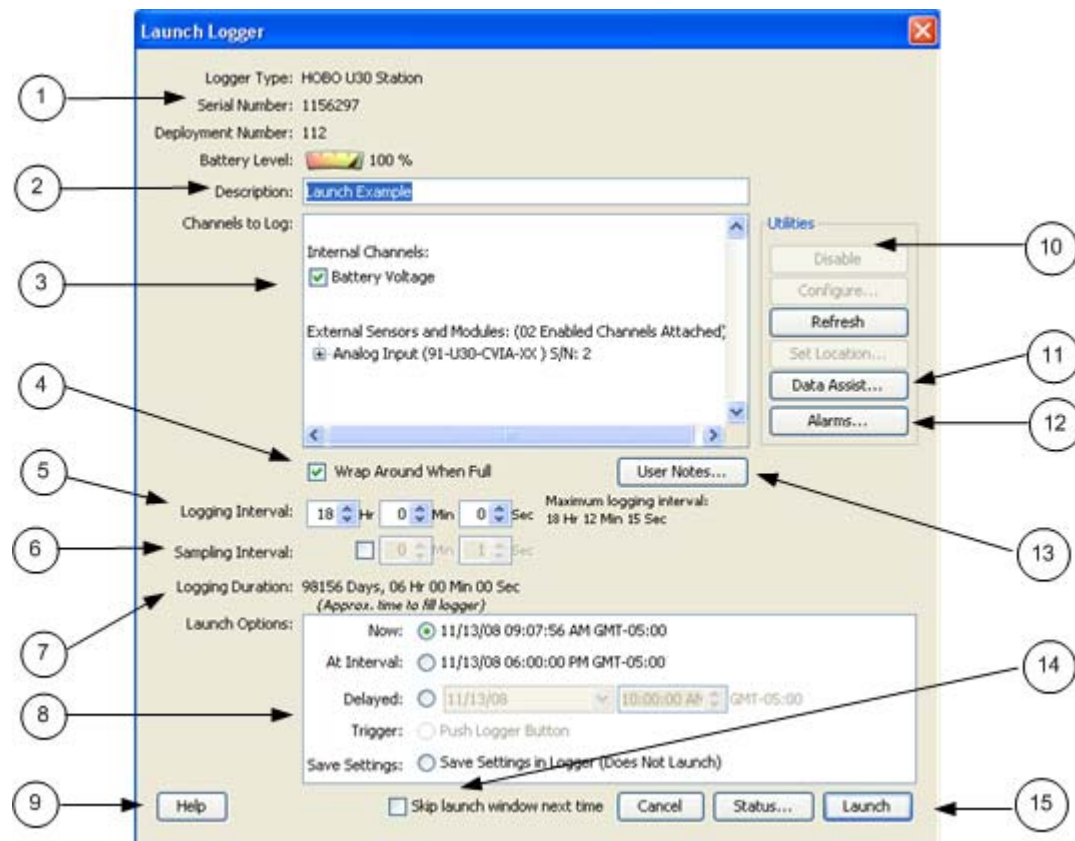 Launch Logger
Logger Type: HOBO U30 Station
1
Serial Number: 1156297
Deployment Number: 112
Battery Level: 100 %
2
Description: Launch Example
Channels to Log:
Utilities
Internal Channels:
10
Disable
3
Battery Voltage
Configure...
External Sensors and Modules: (02 Enabled Channels Attached)
Refresh
Analog Input (91-U30-CVIA-XX ) S/N: 2
Set Location...
11
4
Data Assist...
Alarms...
12
5
Wrap Around When Full
User Notes...
Logging Interval: 18 Hr 0 Min 0 Sec
Maximum logging interval:
18 Hr 12 Min 15 Sec
6
Sampling Interval: 0 Min 1 Sec
13
Logging Duration: 98156 Days, 06 Hr 00 Min 00 Sec
(Approx. time to fill logger)
7
Launch Options:
Now: 11/13/08 09:07:56 AM GMT-05:00
14
At Interval: 11/13/08 06:00:00 PM GMT-05:00
8
Delayed: 11/13/08 10:00:00 AM GMT-05:00
Trigger: Push Logger Button
Save Settings: Save Settings in Logger (Does Not Launch)
9
Help
Skip launch window next time
Cancel
Status...
Launch
15